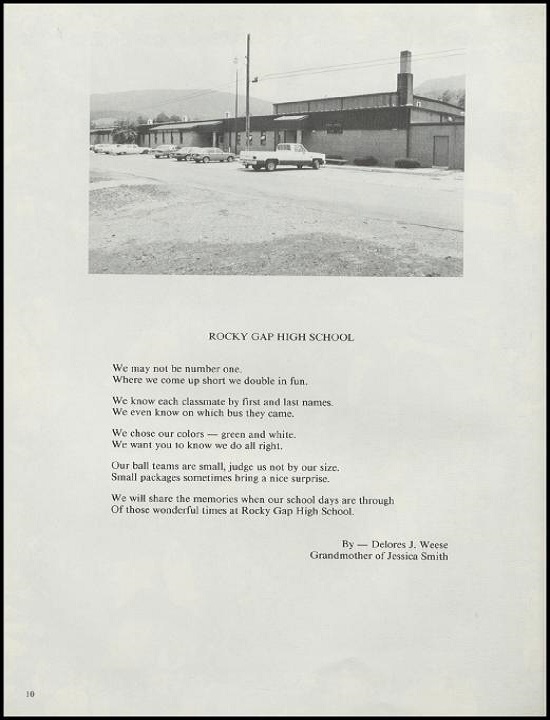 ROCKY GAP HIGH SCHOOL
We may not be number one.
Where we come up short we double in fun.
We know each classmate by first and last names.
We even know on which bus they came.
We chose our colors — green and white.
We want you to know we do all right.
Our ball teams are small, judge us not by our size.
Small packages sometimes bring a nice surprise.
We will share the memories when our school days are through
Of those wonderful times at Rocky Gap High School.
By — Delores J. Weese
Grandmother of Jessica Smith
10